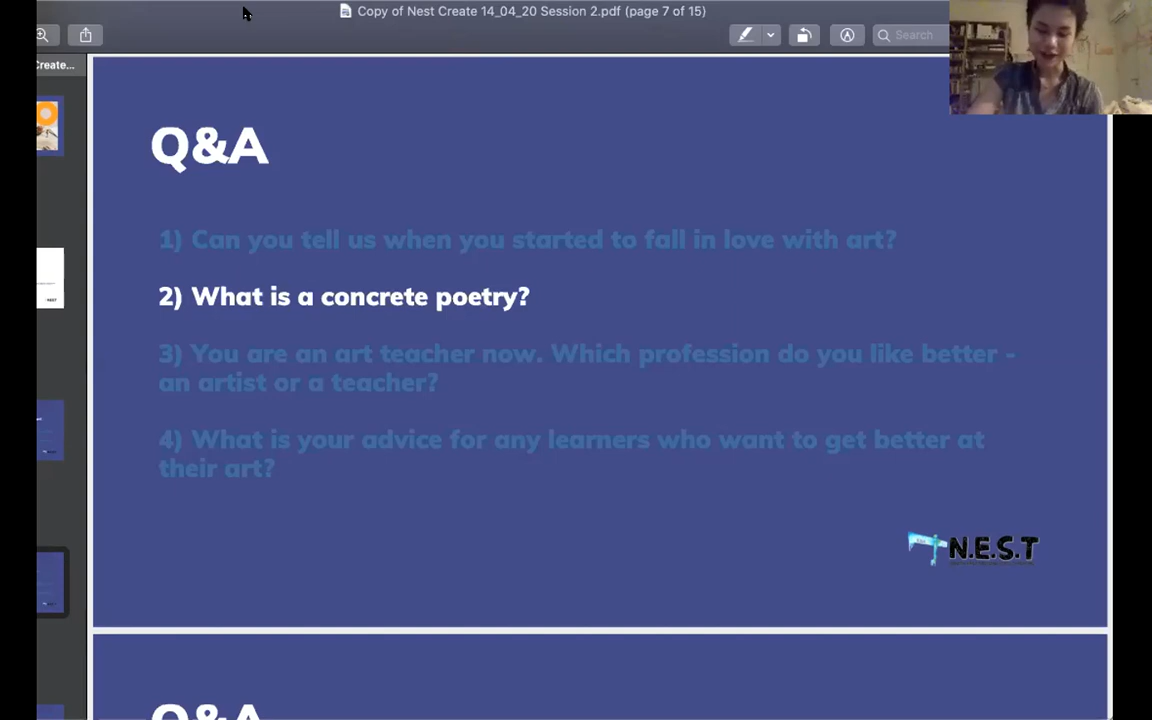 Copy of Nest Create 14_04_20 Session 2.pdf (page 7 of 15)
Search
Create...
Q&A
1) Can you tell us when you started to fall in love with art?
2) What is a concrete poetry?
3) You are an art teacher now. Which profession do you like better -
an artist or a teacher?
4) What is your advice for any learners who want to get better at
their art?
N.E.S.T
Q&A